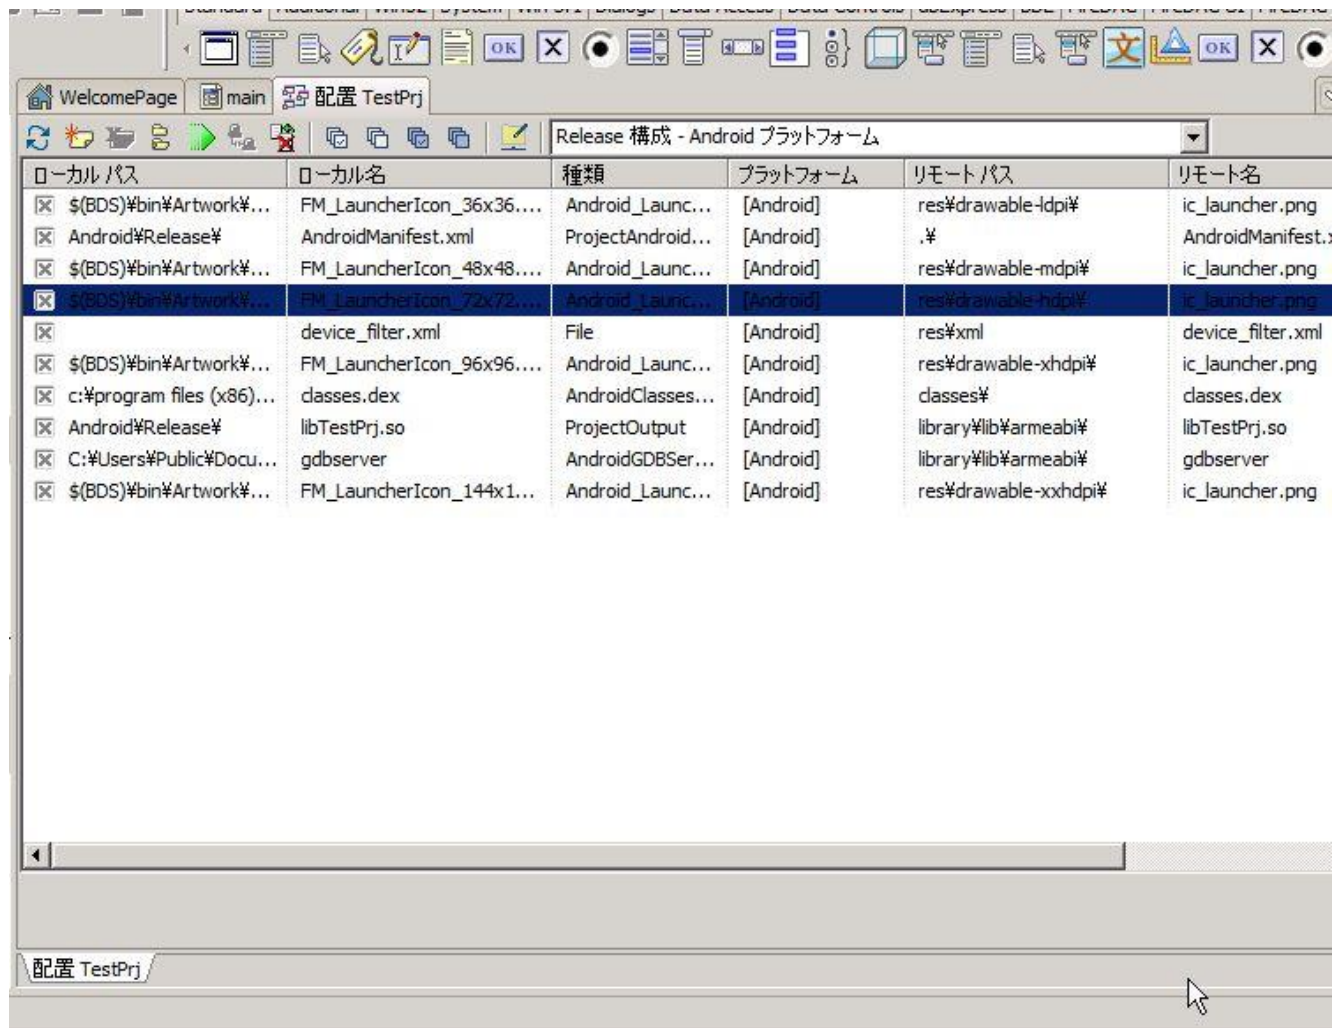 WelcomePage main 配置 TestPrj
Release 構成 - Android プラットフォーム
ローカル パス ローカル名 種類 プラットフォーム リモート パス リモート名
$(BDS)¥bin¥Artwork¥... FM_LauncherIcon_36x36.... Android_Launc... [Android] res¥drawable-ldpi¥ ic_launcher.png
Android¥Release¥ AndroidManifest.xml ProjectAndroid... [Android] .¥ AndroidManifest.x
$(BDS)¥bin¥Artwork¥... FM_LauncherIcon_48x48.... Android_Launc... [Android] res¥drawable-mdpi¥ ic_launcher.png
$(BDS)¥bin¥Artwork¥... FM_LauncherIcon_72x72.... Android_Launc... [Android] res¥drawable-hdpi¥ ic_launcher.png
device_filter.xml File [Android] res¥xml device_filter.xml
$(BDS)¥bin¥Artwork¥... FM_LauncherIcon_96x96.... Android_Launc... [Android] res¥drawable-xhdpi¥ ic_launcher.png
c:¥program files (x86)... classes.dex AndroidClasses... [Android] classes¥ classes.dex
Android¥Release¥ libTestPrj.so ProjectOutput [Android] library¥lib¥armeabi¥ libTestPrj.so
C:¥Users¥Public¥Docu... gdbserver AndroidGDBSer... [Android] library¥lib¥armeabi¥ gdbserver
$(BDS)¥bin¥Artwork¥... FM_LauncherIcon_144x1... Android_Launc... [Android] res¥drawable-xxhdpi¥ ic_launcher.png
配置 TestPrj